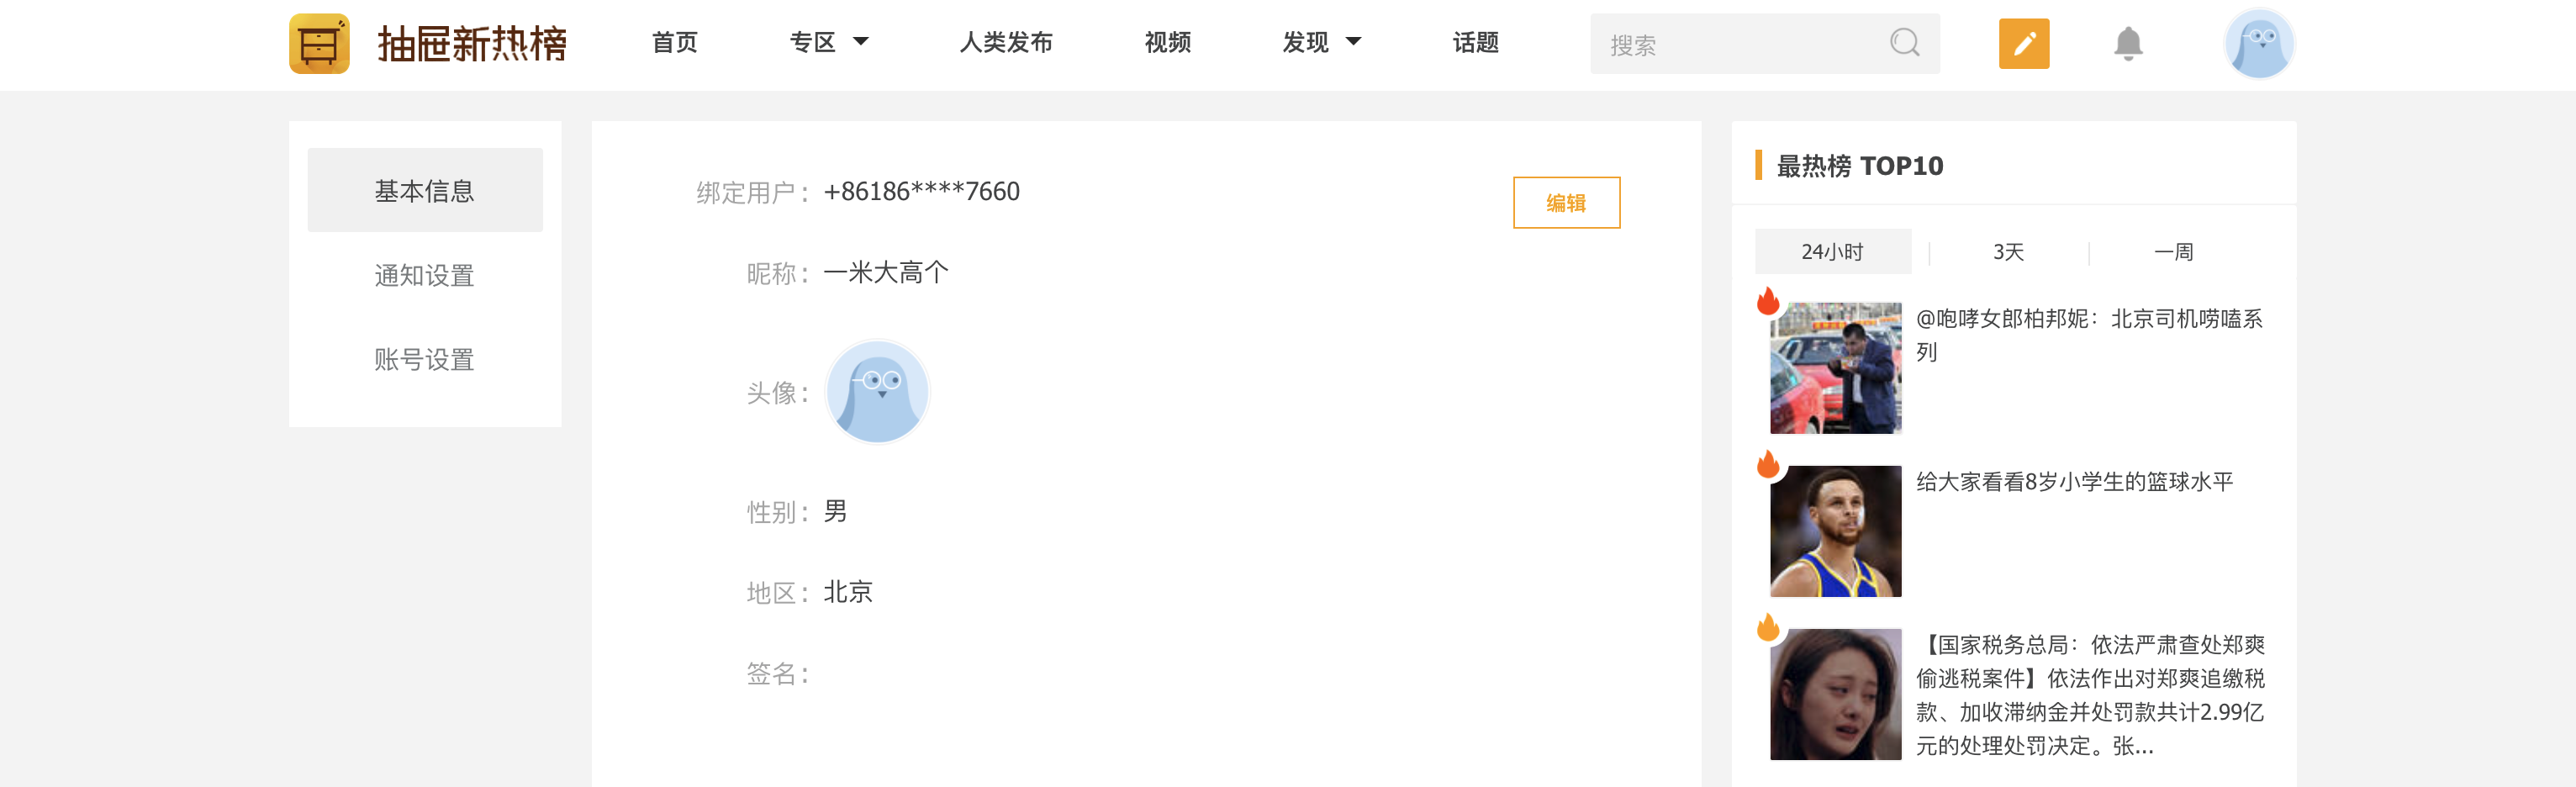 抽屉新热榜 首页 专区 人类发布 视频 发现 话题 搜索
基本信息
通知设置
账号设置
绑定用户: +86186****7660
编辑
昵称: 一米大高个
头像:
性别: 男
地区: 北京
签名:
最热榜 TOP10
24小时 3天 一周
@咆哮女郎柏邦妮：北京司机唠嗑系
列
给大家看看8岁小学生的篮球水平
【国家税务总局：依法严肃查处郑爽
偷逃税案件】依法作出对郑爽追缴税
款、加收滞纳金并处罚款共计2.99亿
元的处理处罚决定。张...